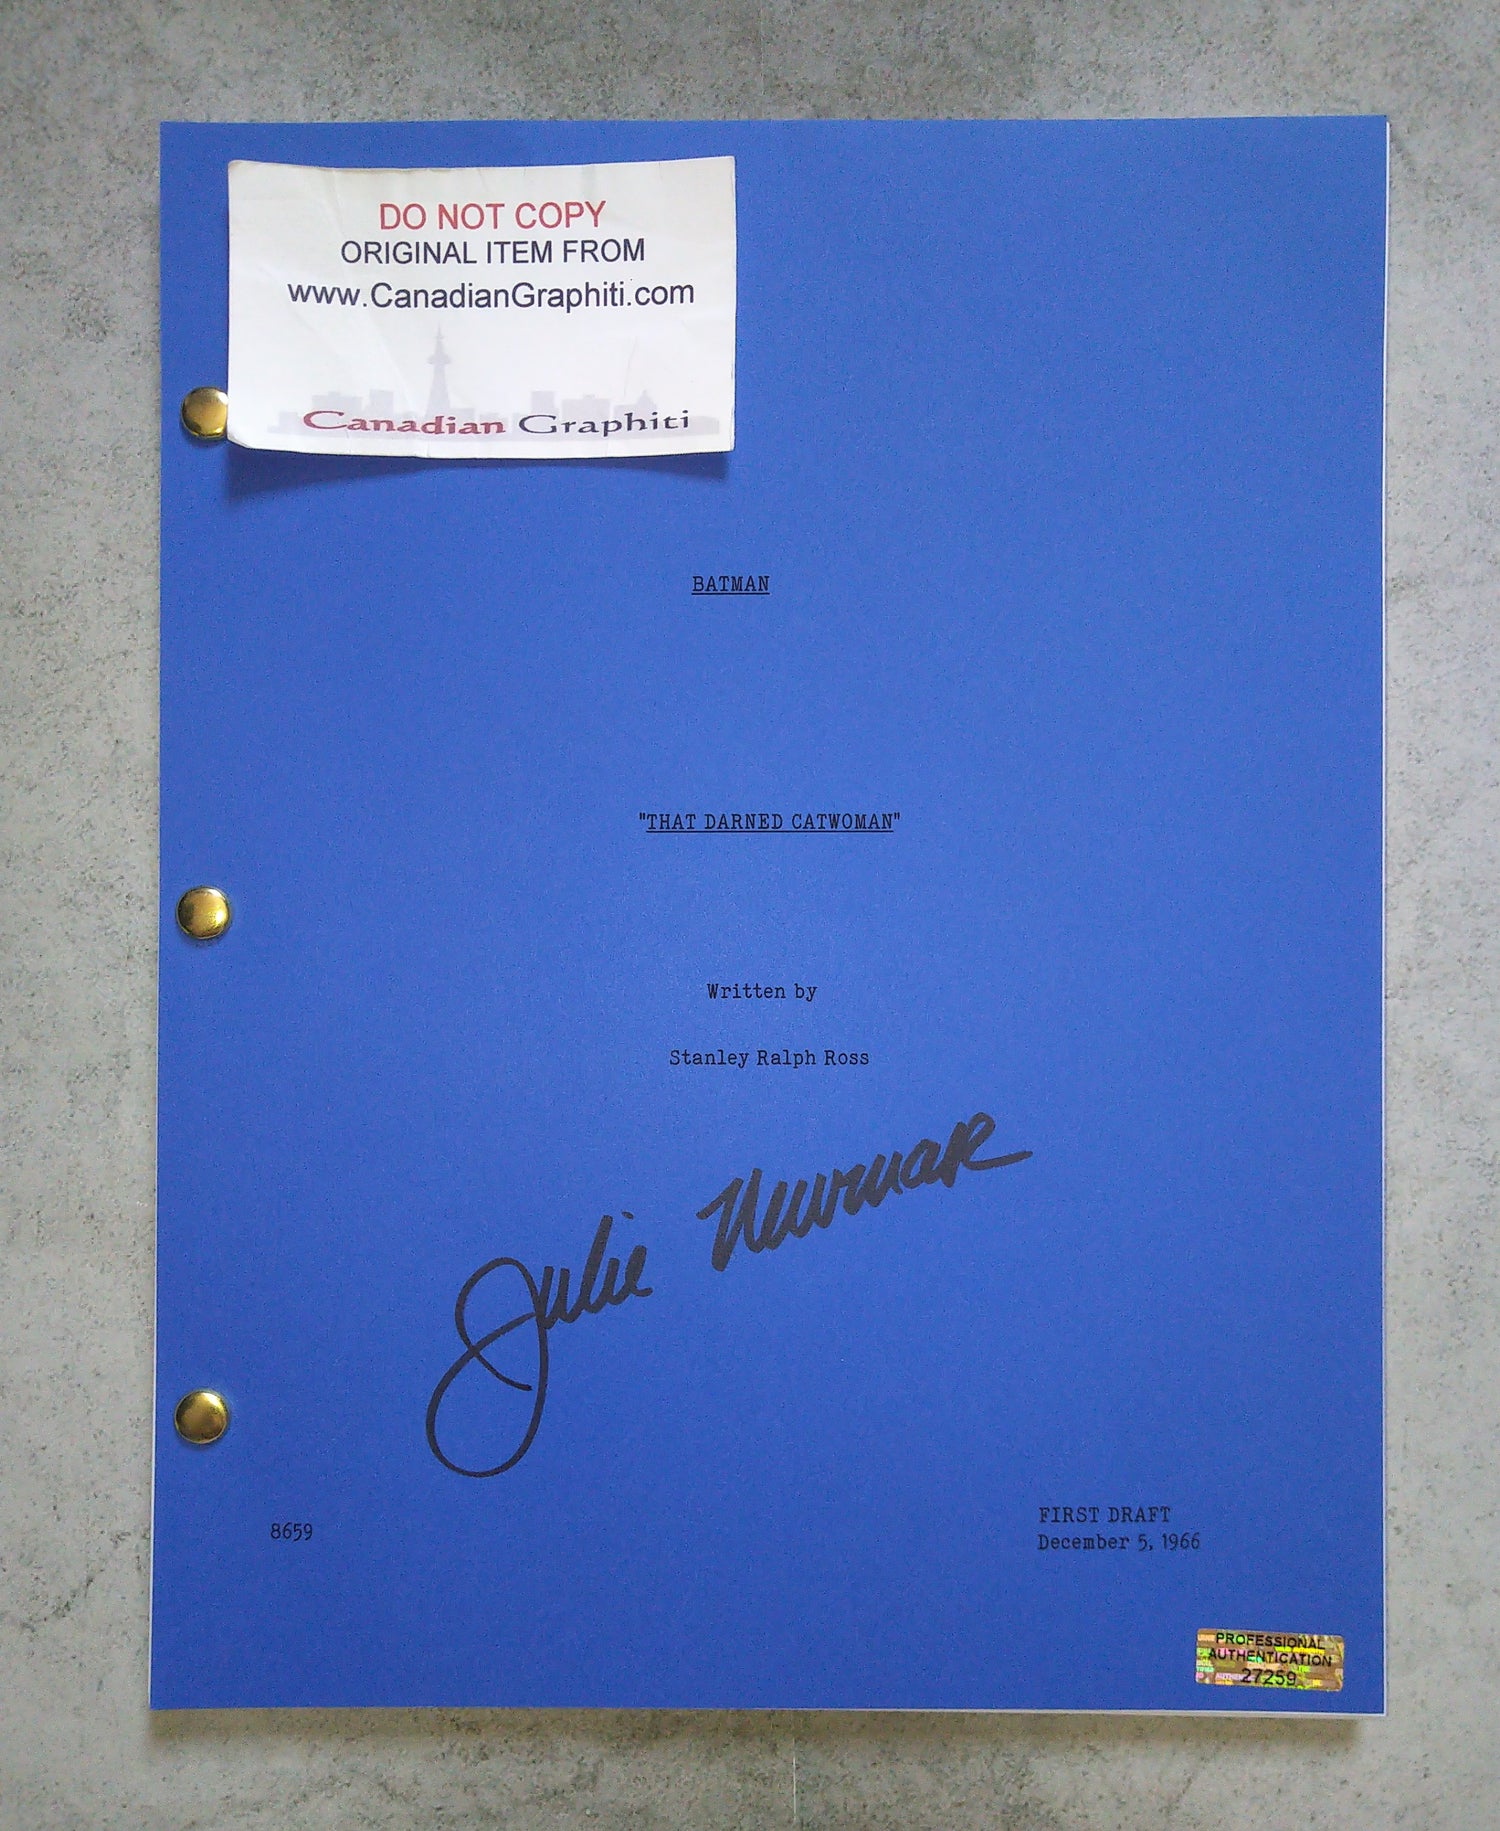 DO NOT COPY
ORIGINAL ITEM FROM
www.CanadianGraphiti.com
Canadian Graphiti
BATMAN
"THAT DARNED CATWOMAN"
Written by
Stanley Ralph Ross
Julie Newmar
8659
FIRST DRAFT
December 5, 1966
PROFESSIONAL
AUTHENTICATION
27259